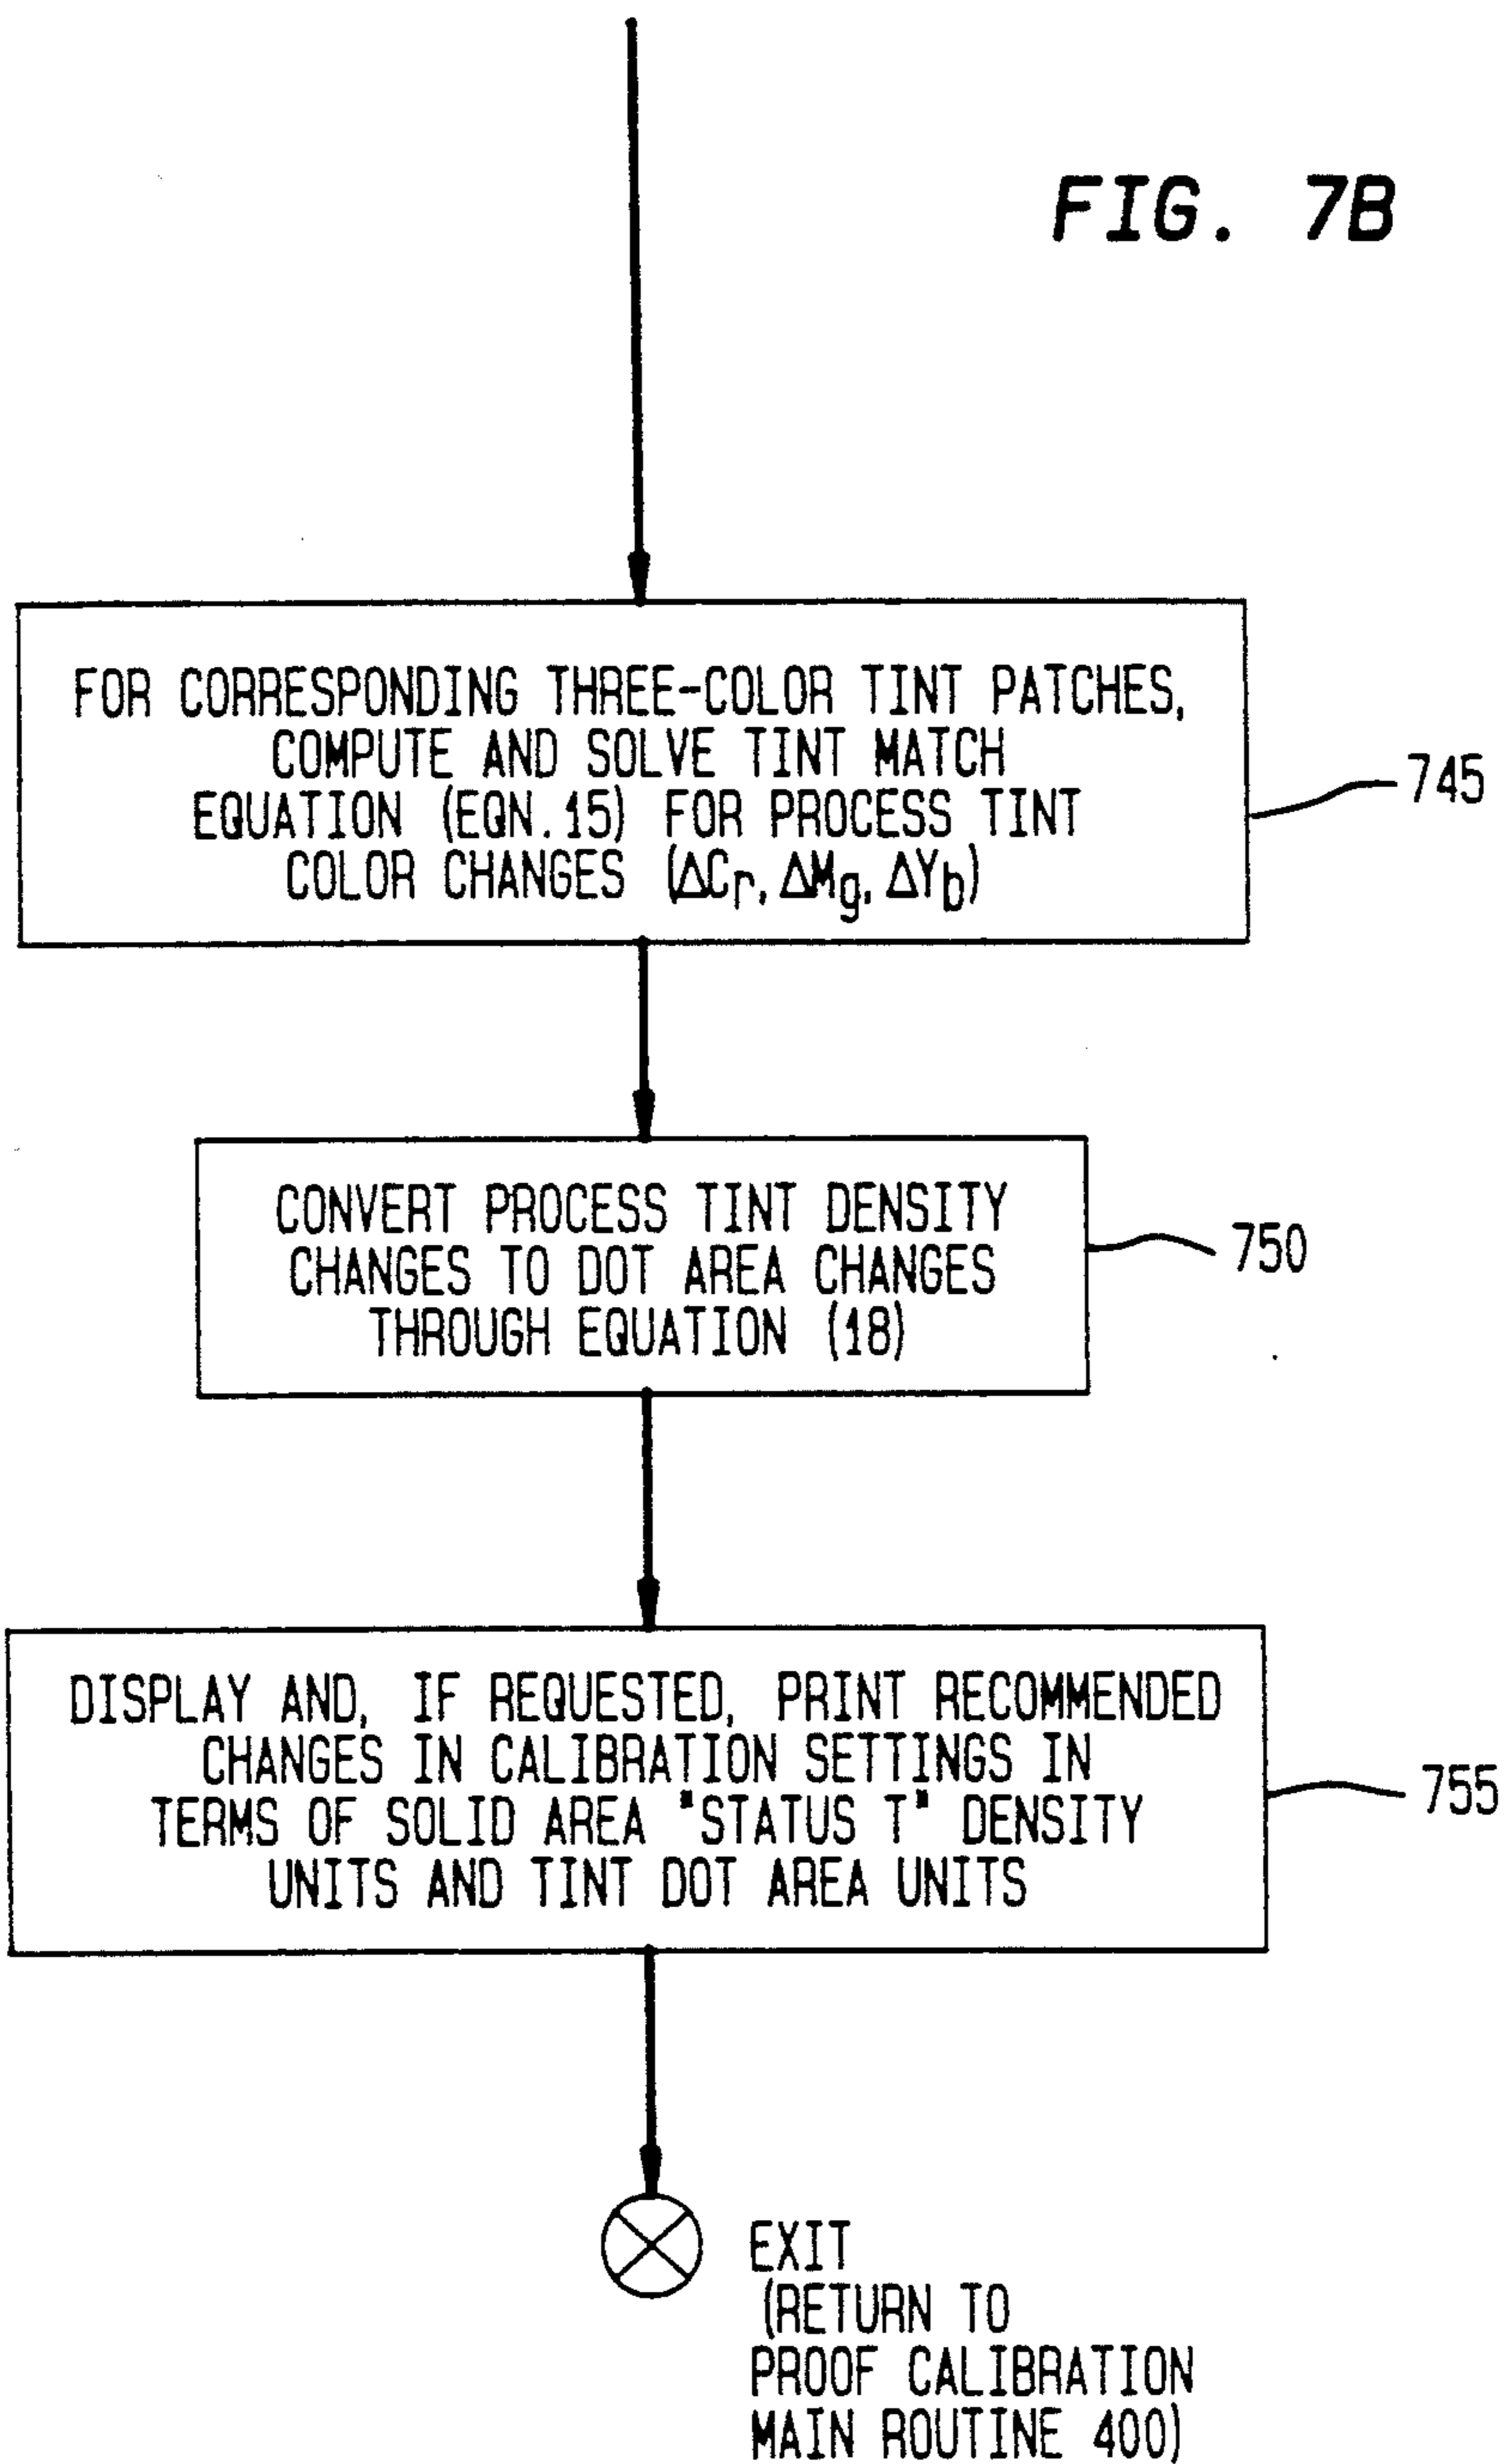 FIG. 7B
FOR CORRESPONDING THREE-COLOR TINT PATCHES,
COMPUTE AND SOLVE TINT MATCH
EQUATION (EQN.15) FOR PROCESS TINT
COLOR CHANGES (ΔCr, ΔMg, ΔYb)
745
CONVERT PROCESS TINT DENSITY
CHANGES TO DOT AREA CHANGES
THROUGH EQUATION (18)
750
DISPLAY AND, IF REQUESTED, PRINT RECOMMENDED
CHANGES IN CALIBRATION SETTINGS IN
TERMS OF SOLID AREA "STATUS T" DENSITY
UNITS AND TINT DOT AREA UNITS
755
EXIT
(RETURN TO
PROOF CALIBRATION
MAIN ROUTINE 400)